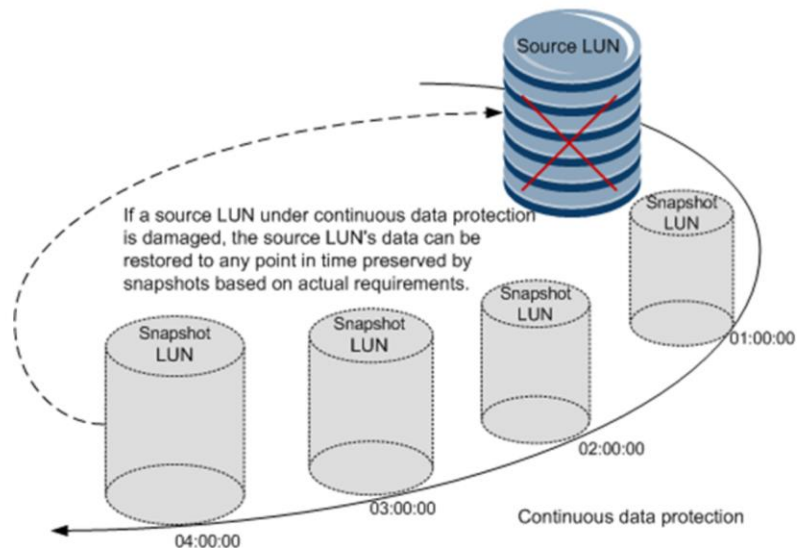 Source LUN
If a source LUN under continuous data protection
is damaged, the source LUN's data can be
restored to any point in time preserved by
snapshots based on actual requirements.
Snapshot
LUN
01:00:00
Snapshot
LUN
02:00:00
Snapshot
LUN
03:00:00
Snapshot
LUN
04:00:00
Continuous data protection